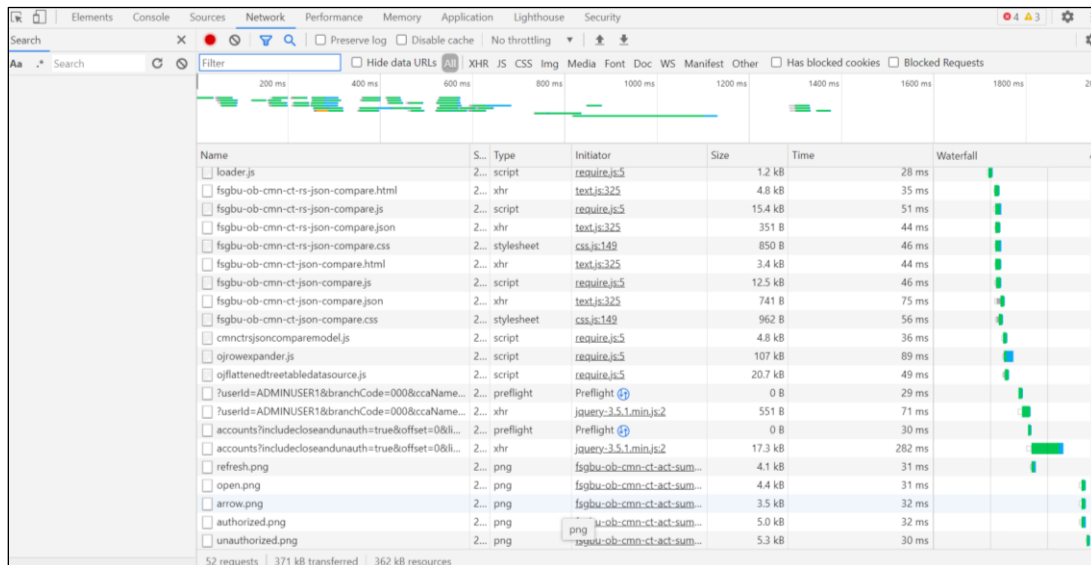 Elements Console Sources Network Performance Memory Application Lighthouse Security 4 3
Search Preserve log Disable cache No throttling
Aa .* Search Filter Hide data URLs All XHR JS CSS Img Media Font Doc WS Manifest Other Has blocked cookies Blocked Requests
200 ms 400 ms 600 ms 800 ms 1000 ms 1200 ms 1400 ms 1600 ms 1800 ms
Name S... Type Initiator Size Time Waterfall
loader.js 2... script require.js:5 1.2 kB 28 ms
fsgbu-ob-cmn-ct-rs-json-compare.html 2... xhr text.js:325 4.8 kB 35 ms
fsgbu-ob-cmn-ct-rs-json-compare.js 2... script require.js:5 15.4 kB 51 ms
fsgbu-ob-cmn-ct-rs-json-compare.json 2... xhr text.js:325 351 B 44 ms
fsgbu-ob-cmn-ct-rs-json-compare.css 2... stylesheet css.js:149 850 B 46 ms
fsgbu-ob-cmn-ct-json-compare.html 2... xhr text.js:325 3.4 kB 44 ms
fsgbu-ob-cmn-ct-json-compare.js 2... script require.js:5 12.5 kB 46 ms
fsgbu-ob-cmn-ct-json-compare.json 2... xhr text.js:325 741 B 75 ms
fsgbu-ob-cmn-ct-json-compare.css 2... stylesheet css.js:149 962 B 56 ms
cmnctrsjsoncomparemodel.js 2... script require.js:5 4.8 kB 36 ms
ojrowexpander.js 2... script require.js:5 107 kB 89 ms
ojflattenedtreetabledatasource.js 2... script require.js:5 20.7 kB 49 ms
?userId=ADMINUSER1&branchCode=000&ccaName... 2... preflight Preflight 0 B 29 ms
?userId=ADMINUSER1&branchCode=000&ccaName... 2... xhr jquery-3.5.1.min.js:2 551 B 71 ms
accounts?includecloseandunauth=true&offset=0&li... 2... preflight Preflight 0 B 30 ms
accounts?includecloseandunauth=true&offset=0&li... 2... xhr jquery-3.5.1.min.js:2 17.3 kB 282 ms
refresh.png 2... png fsgbu-ob-cmn-ct-act-sum... 4.1 kB 31 ms
open.png 2... png fsgbu-ob-cmn-ct-act-sum... 4.4 kB 31 ms
arrow.png 2... png fsgbu-ob-cmn-ct-act-sum... 3.5 kB 32 ms
authorized.png 2... png fsgbu-ob-cmn-ct-act-sum... 5.0 kB 32 ms
png
unauthorized.png 2... png fsgbu-ob-cmn-ct-act-sum... 5.3 kB 30 ms
52 requests 371 kB transferred 362 kB resources